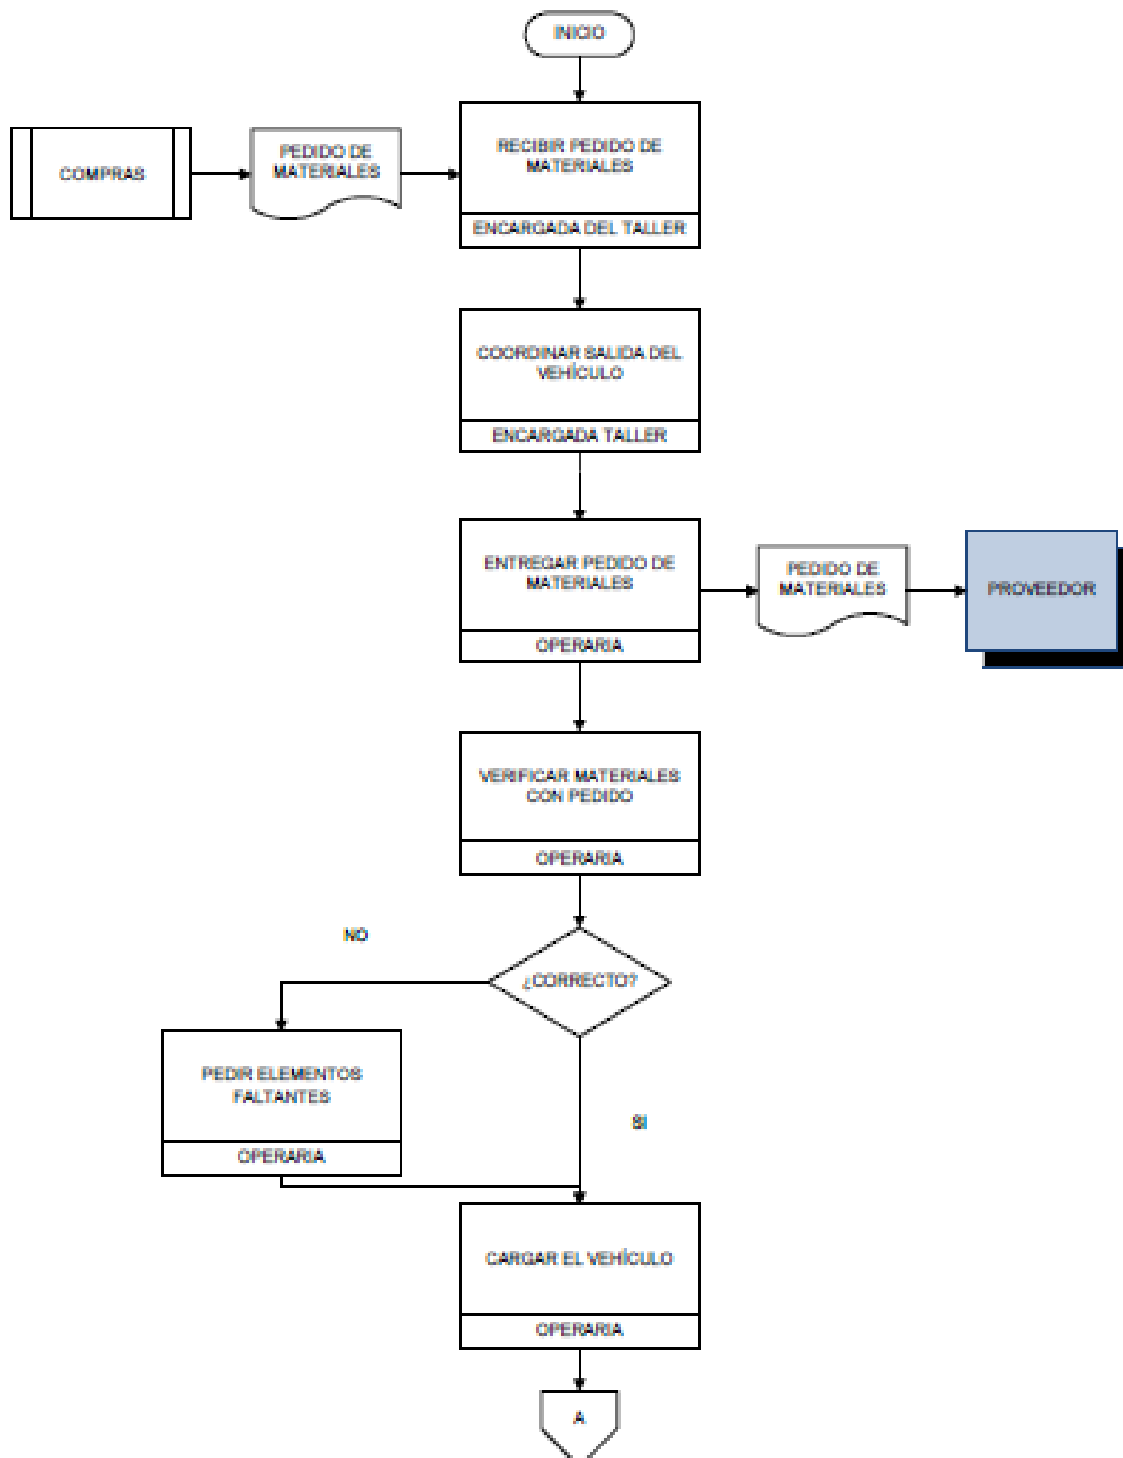 INICIO
COMPRAS
PEDIDO DE
MATERIALES
RECIBIR PEDIDO DE
MATERIALES
ENCARGADA DEL TALLER
COORDINAR SALIDA DEL
VEHÍCULO
ENCARGADA TALLER
ENTREGAR PEDIDO DE
MATERIALES
OPERARIA
PEDIDO DE
MATERIALES
PROVEEDOR
VERIFICAR MATERIALES
CON PEDIDO
OPERARIA
NO
¿CORRECTO?
PEDIR ELEMENTOS
FALTANTES
OPERARIA
SI
CARGAR EL VEHÍCULO
OPERARIA
A